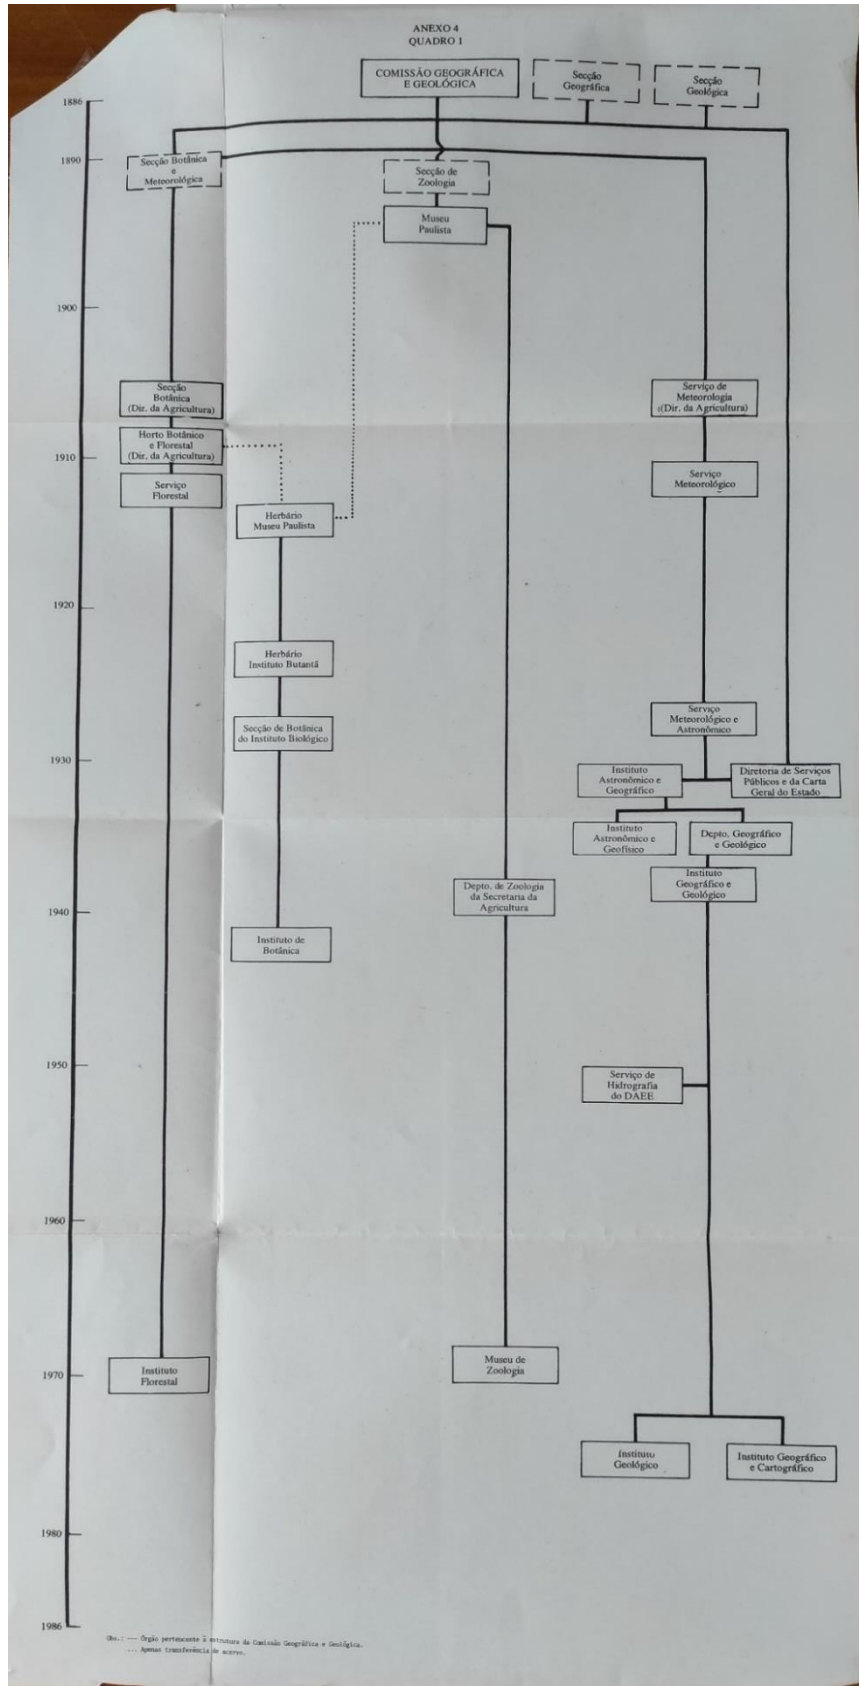 ANEXO 4
QUADRO 1
COMISSÃO GEOGRÁFICA
E GEOLÓGICA
Secção
Geográfica
Secção
Geológica
1886
1890
Secção Botânica
e
Meteorológica
Secção de
Zoologia
Museu
Paulista
1900
Secção
Botânica
(Dir. da Agricultura)
Serviço de
Meteorologia
(Dir. da Agricultura)
Horto Botânico
e Florestal
(Dir. da Agricultura)
1910
Serviço
Florestal
Serviço
Meteorológico
Herbário
Museu Paulista
1920
Herbário
Instituto Butantã
Secção de Botânica
do Instituto Biológico
Serviço
Meteorológico e
Astronômico
1930
Instituto
Astronômico e
Geográfico
Diretoria de Serviços
Públicos e da Carta
Geral do Estado
Instituto
Astronômico e
Geofísico
Depto. Geográfico
e Geológico
Instituto
Geográfico e
Geológico
Depto. de Zoologia
da Secretaria da
Agricultura
1940
Instituto de
Botânica
1950
Serviço de
Hidrografia
do DAEE
1960
Instituto
Florestal
Museu de
Zoologia
1970
Instituto
Geológico
Instituto Geográfico
e Cartográfico
1980
1986
Obs.: --- Órgão pertencente à estrutura da Comissão Geográfica e Geológica.
... Apenas transferência de acervo.